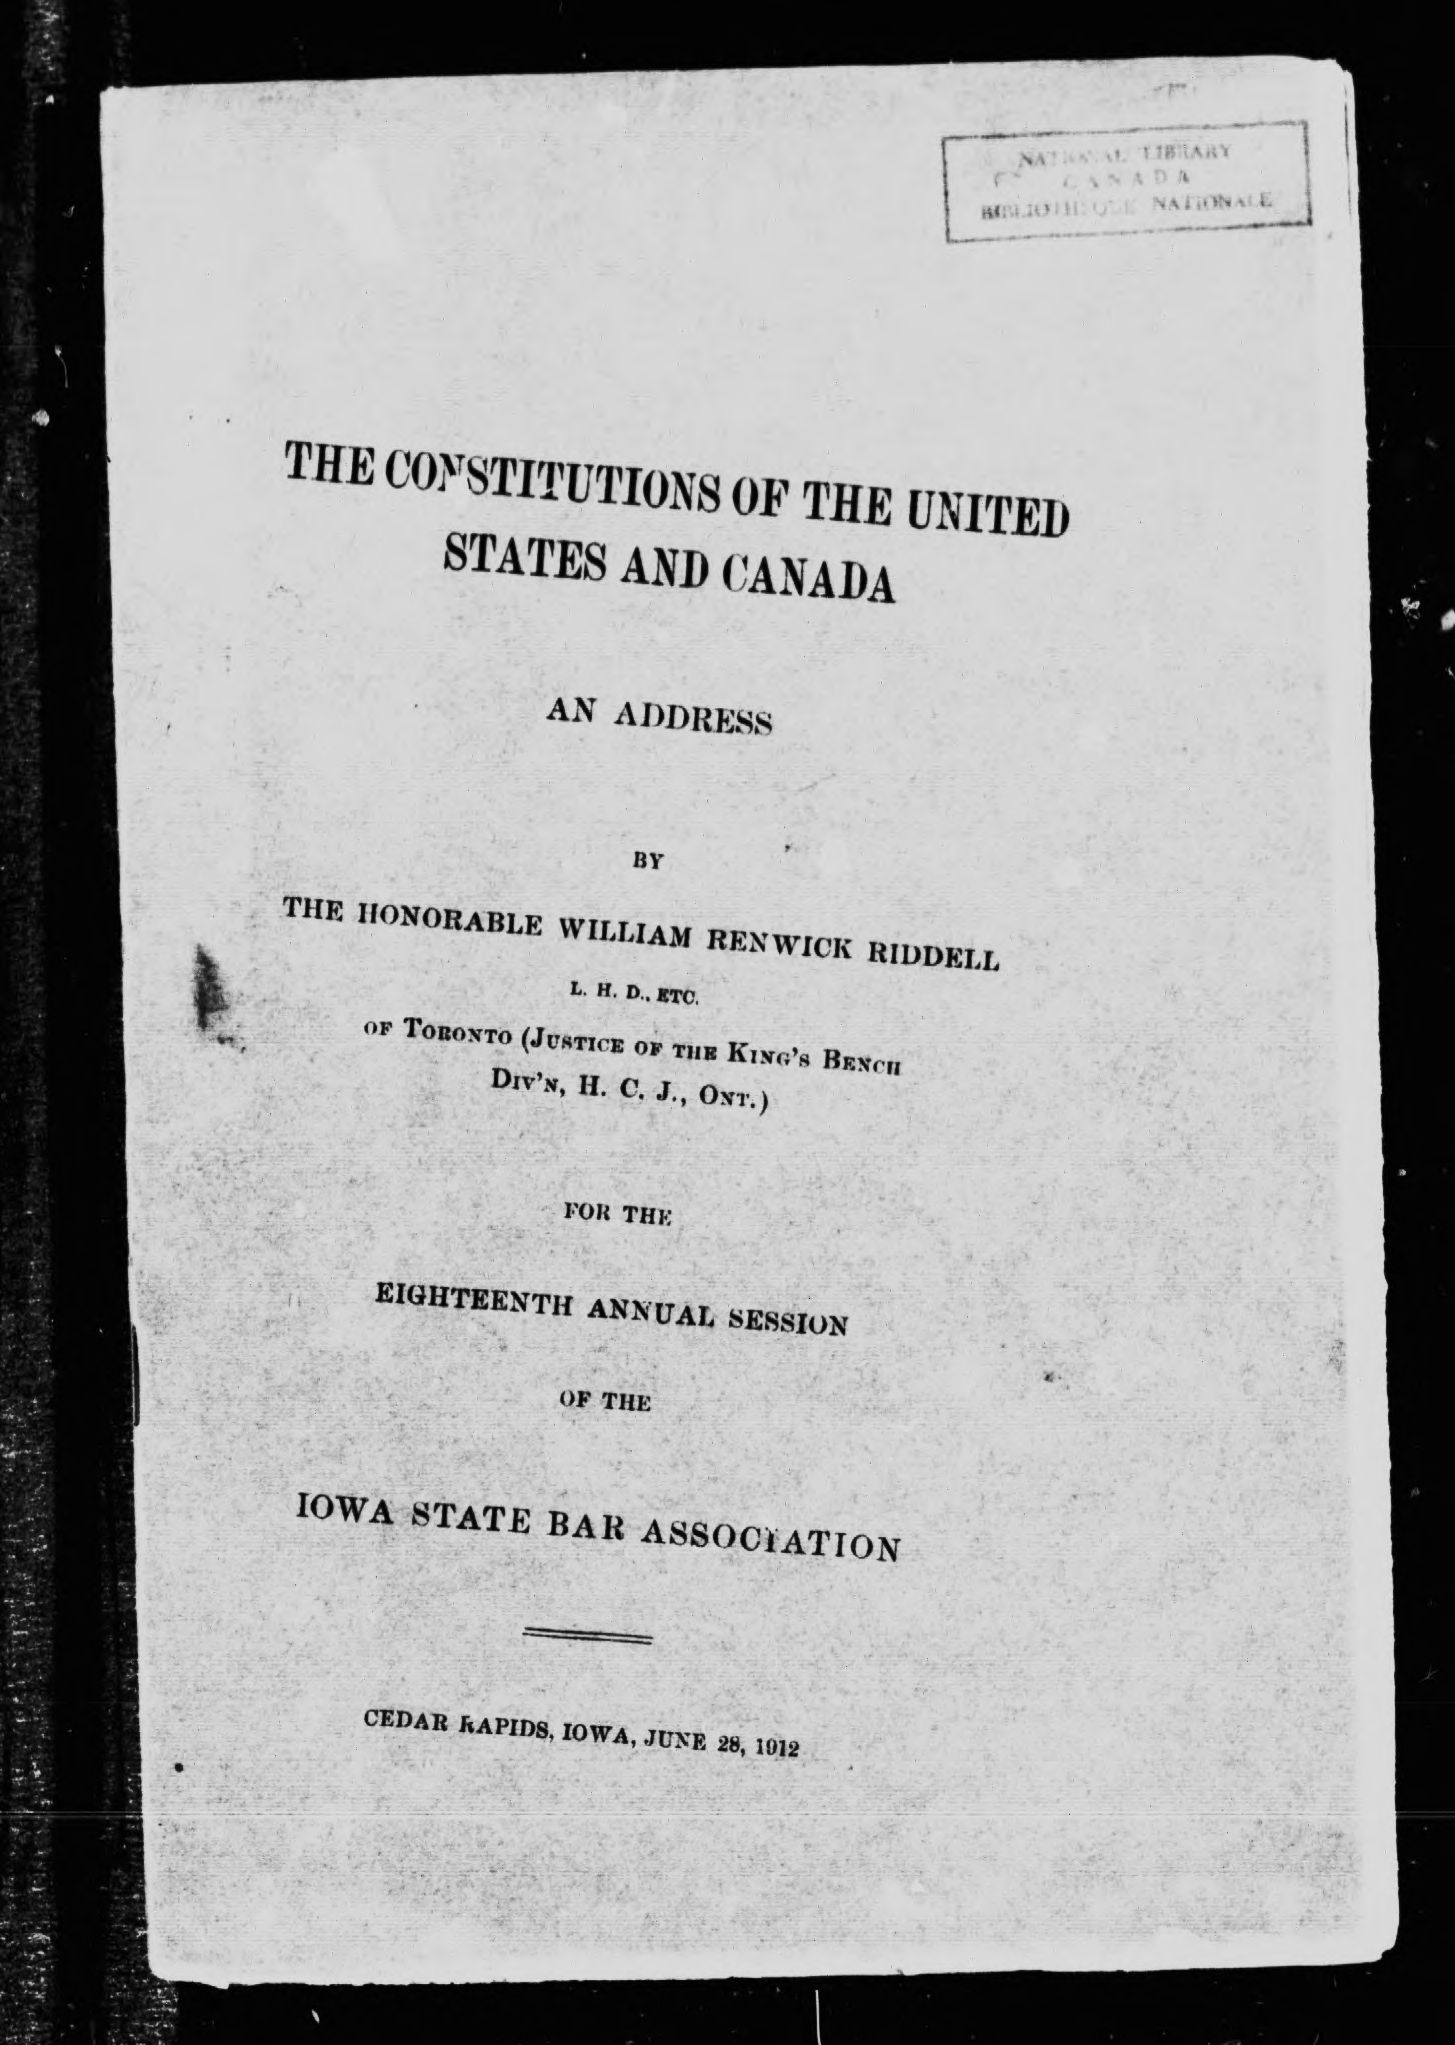 NATIONAL LIBRARY
CANADA
BIBLIOTHEQUE NATIONALE
THE CONSTITUTIONS OF THE UNITED
STATES AND CANADA
AN ADDRESS
BY
THE HONORABLE WILLIAM RENWICK RIDDELL
L. H. D., ETC.
OF TORONTO (JUSTICE OF THE KING'S BENCH
DIV'N, H. C. J., ONT.)
FOR THE
EIGHTEENTH ANNUAL SESSION
OF THE
IOWA STATE BAR ASSOCIATION
CEDAR RAPIDS, IOWA, JUNE 28, 1912